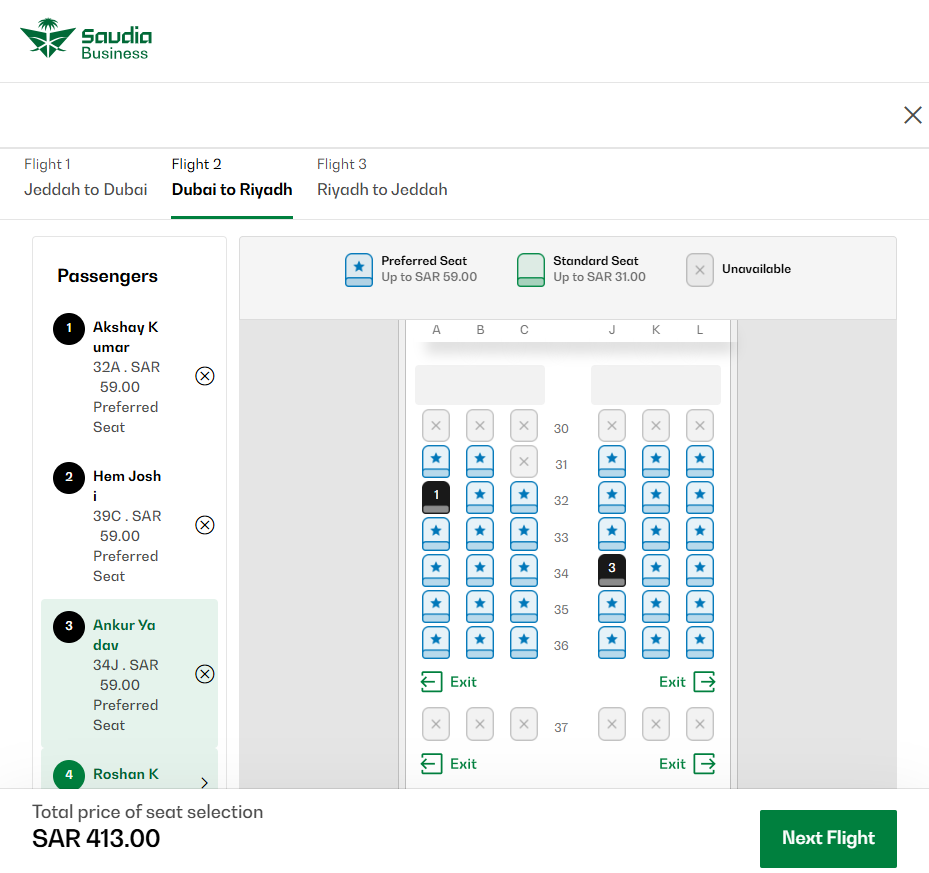 Saudia
Business
Flight 1
Jeddah to Dubai
Flight 2
Dubai to Riyadh
Flight 3
Riyadh to Jeddah
Passengers
1
Akshay K
umar
32A . SAR
59.00
Preferred
Seat
2
Hem Josh
i
39C . SAR
59.00
Preferred
Seat
3
Ankur Ya
dav
34J . SAR
59.00
Preferred
Seat
4
Roshan K
Preferred Seat
Up to SAR 59.00
Standard Seat
Up to SAR 31.00
Unavailable
A B C J K L
30
31
1 32
33
34 3
35
36
Exit Exit
37
Exit Exit
Total price of seat selection
SAR 413.00
Next Flight